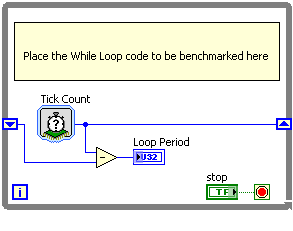 Place the While Loop code to be benchmarked here
Tick Count
Loop Period
U32
stop
TF
i